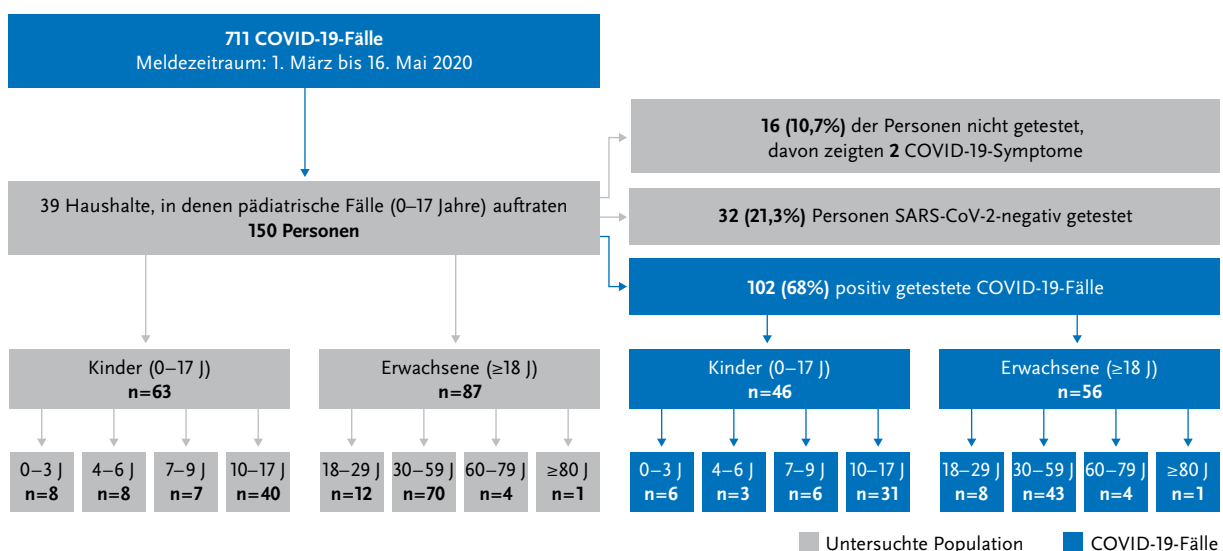 711 COVID-19-Fälle
Meldezeitraum: 1. März bis 16. Mai 2020
16 (10,7%) der Personen nicht getestet,
davon zeigten 2 COVID-19-Symptome
39 Haushalte, in denen pädiatrische Fälle (0–17 Jahre) auftraten
150 Personen
32 (21,3%) Personen SARS-CoV-2-negativ getestet
102 (68%) positiv getestete COVID-19-Fälle
Kinder (0–17 J)
n=63
Erwachsene (≥18 J)
n=87
Kinder (0–17 J)
n=46
Erwachsene (≥18 J)
n=56
0–3 J
n=8
4–6 J
n=8
7–9 J
n=7
10–17 J
n=40
18–29 J
n=12
30–59 J
n=70
60–79 J
n=4
≥80 J
n=1
0–3 J
n=6
4–6 J
n=3
7–9 J
n=6
10–17 J
n=31
18–29 J
n=8
30–59 J
n=43
60–79 J
n=4
≥80 J
n=1
Untersuchte Population
COVID-19-Fälle